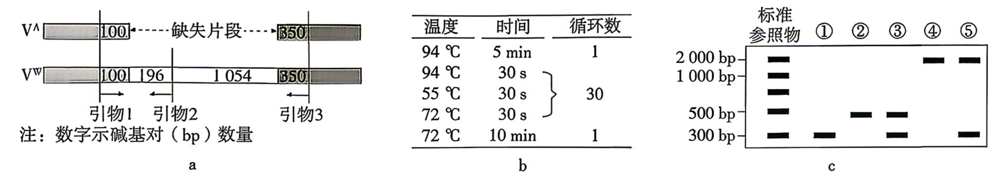 V^A 100 缺失片段 350
V^W 100 196 1 054 350
引物1 引物2 引物3
注：数字示碱基对（bp）数量
a
温度 时间 循环数
94 ℃ 5 min 1
94 ℃ 30 s
55 ℃ 30 s 30
72 ℃ 30 s
72 ℃ 10 min 1
b
标准
参照物 ① ② ③ ④ ⑤
2 000 bp
1 000 bp
500 bp
300 bp
c